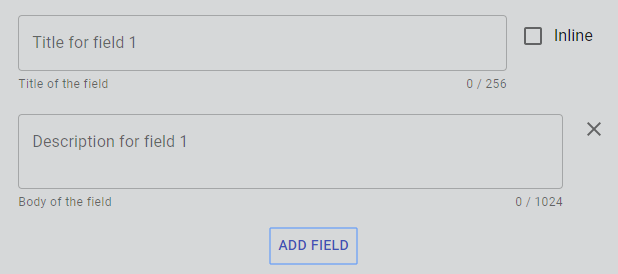 Title for field 1
Inline
Title of the field
0 / 256
Description for field 1
Body of the field
0 / 1024
ADD FIELD